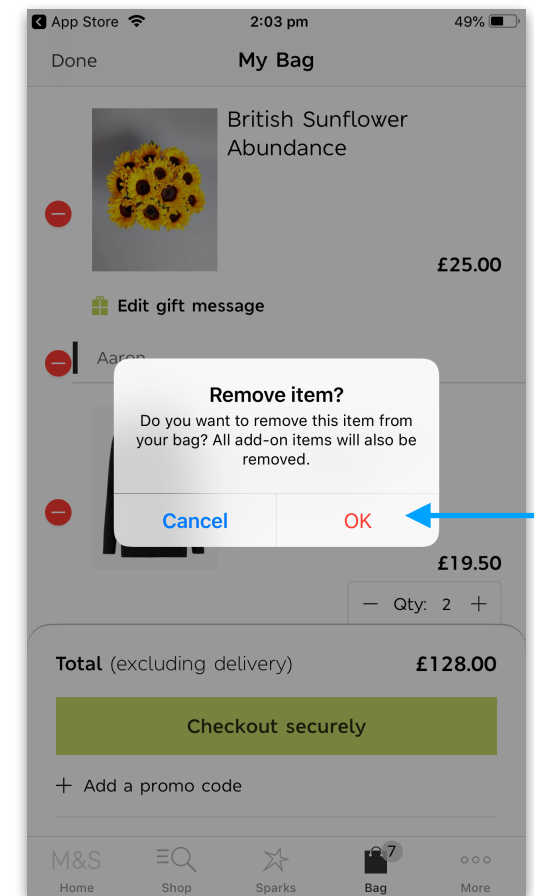 App Store 2:03 pm 49%
Done My Bag
British Sunflower
Abundance
£25.00
Edit gift message
Aaron
Remove item?
Do you want to remove this item from
your bag? All add-on items will also be
removed.
Cancel OK
£19.50
− Qty: 2 +
Total (excluding delivery) £128.00
Checkout securely
+ Add a promo code
7
M&S
Home Shop Sparks Bag More